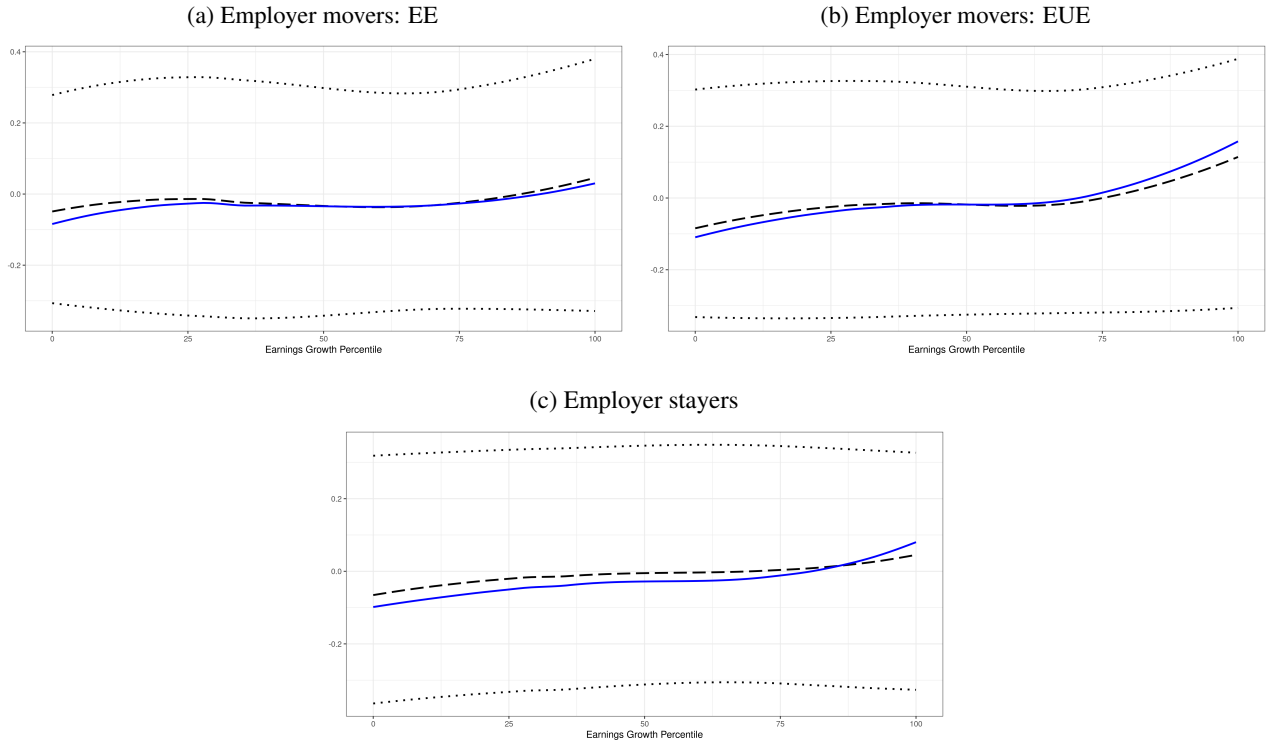 (a) Employer movers: EE
0.4
0.2
0.0
-0.2
0 25 50 75 100
Earnings Growth Percentile
(b) Employer movers: EUE
0.4
0.2
0.0
-0.2
0 25 50 75 100
Earnings Growth Percentile
(c) Employer stayers
0.2
0.0
-0.2
0 25 50 75 100
Earnings Growth Percentile